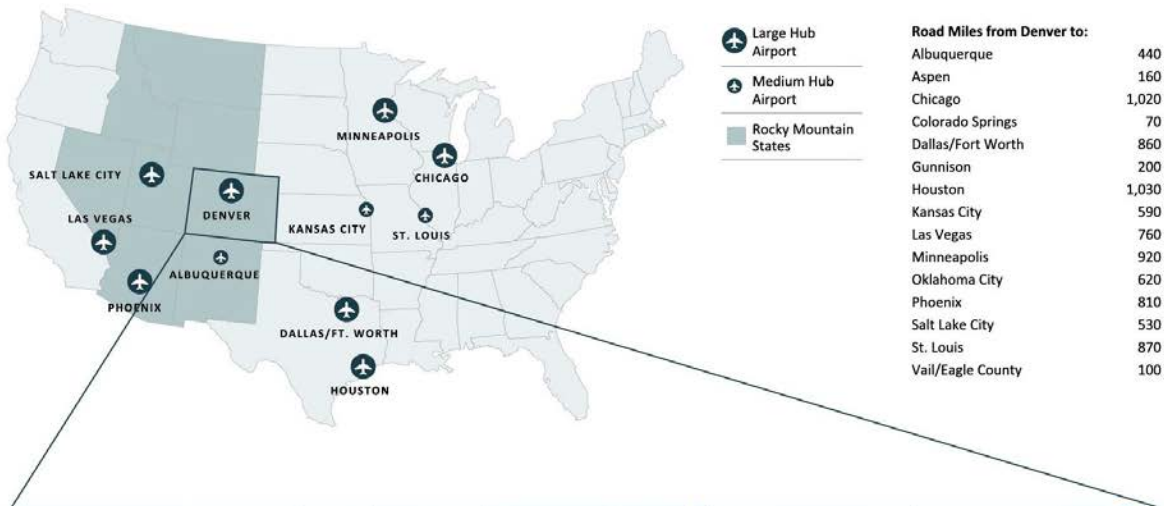 MINNEAPOLIS
CHICAGO
SALT LAKE CITY
DENVER
LAS VEGAS
KANSAS CITY
ST. LOUIS
ALBUQUERQUE
PHOENIX
DALLAS/FT. WORTH
HOUSTON
Large Hub
Airport
Medium Hub
Airport
Rocky Mountain
States
Road Miles from Denver to:
Albuquerque 440
Aspen 160
Chicago 1,020
Colorado Springs 70
Dallas/Fort Worth 860
Gunnison 200
Houston 1,030
Kansas City 590
Las Vegas 760
Minneapolis 920
Oklahoma City 620
Phoenix 810
Salt Lake City 530
St. Louis 870
Vail/Eagle County 100